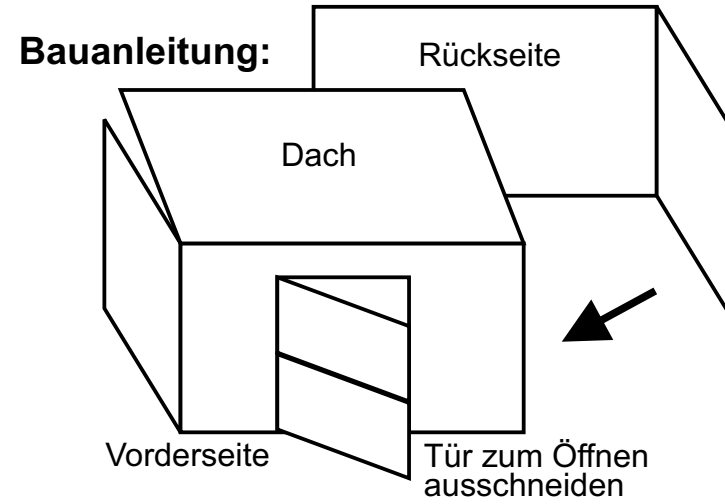 Bauanleitung:
Rückseite
Dach
Vorderseite
Tür zum Öffnen
ausschneiden